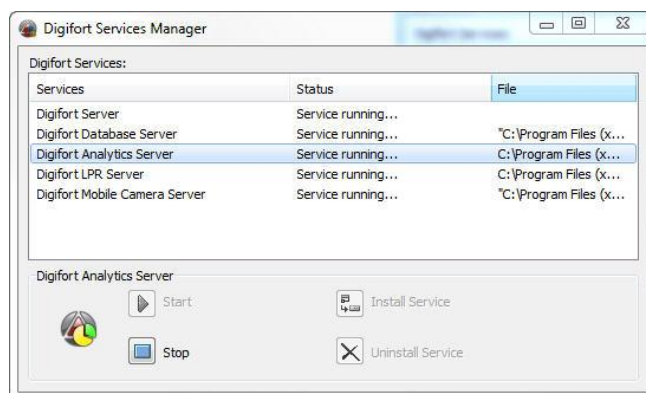 Digifort Services Manager
Digifort Services:
Services Status File
Digifort Server Service running...
Digifort Database Server Service running... "C:\Program Files (x...
Digifort Analytics Server Service running... C:\Program Files (x...
Digifort LPR Server Service running... C:\Program Files (x...
Digifort Mobile Camera Server Service running... "C:\Program Files (x...
Digifort Analytics Server
Start Install Service
Stop Uninstall Service